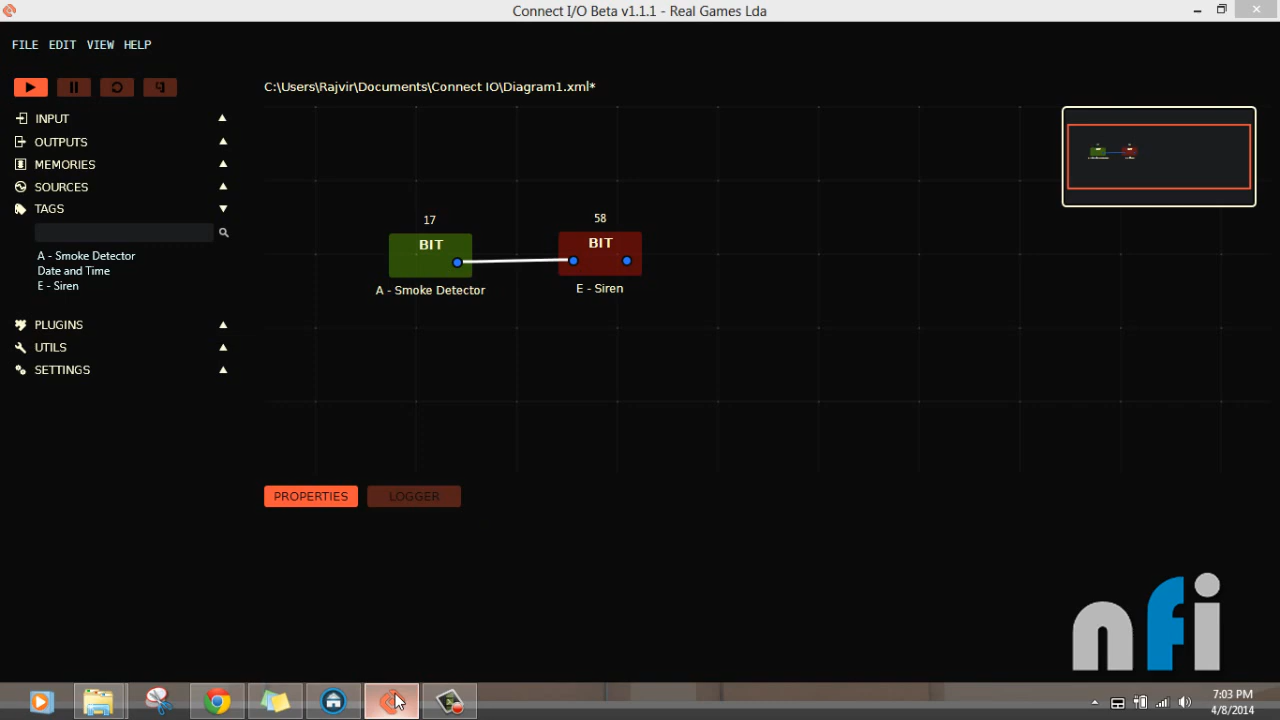 Connect I/O Beta v1.1.1 - Real Games Lda
FILE EDIT VIEW HELP
C:\Users\Rajvir\Documents\Connect IO\Diagram1.xml*
INPUT
OUTPUTS
MEMORIES
SOURCES
TAGS
A - Smoke Detector
Date and Time
E - Siren
PLUGINS
UTILS
SETTINGS
17
BIT
A - Smoke Detector
58
BIT
E - Siren
PROPERTIES
LOGGER
nfi
7:03 PM
4/8/2014